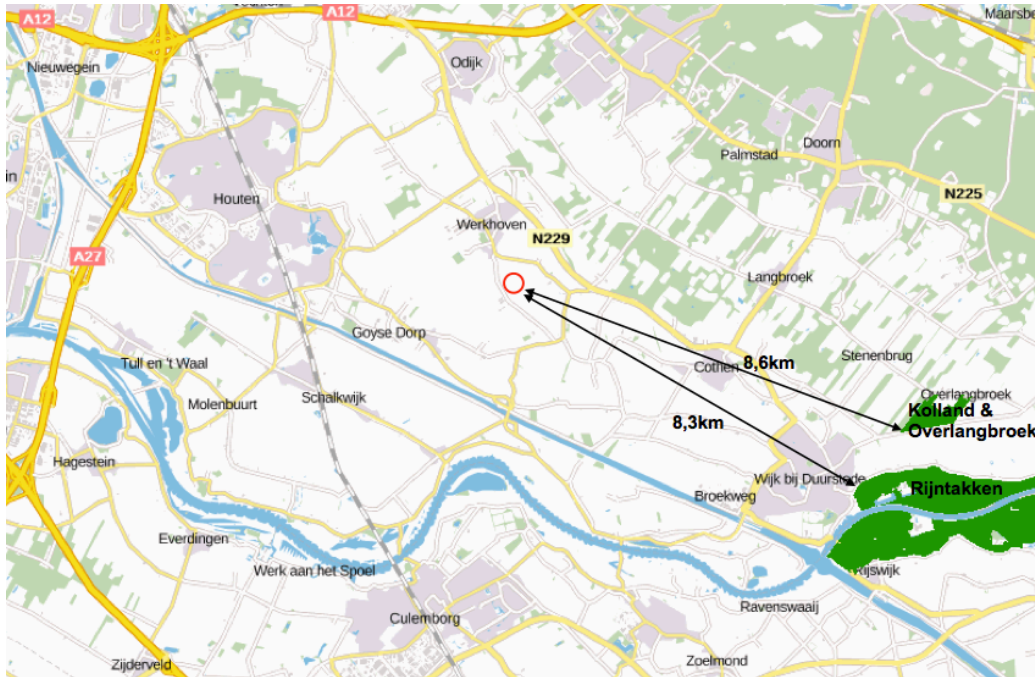 A12
A12
Maarsbe
Nieuwegein
Odijk
Doorn
Palmstad
in
N225
Houten
Werkhoven
N229
A27
Langbroek
Goyse Dorp
Stenenbrug
Tull en 't Waal
8,6km
Cothen
Overlangbroek
Schalkwijk
Molenbuurt
Kolland &
Overlangbroek
8,3km
Hagestein
Wijk bij Duurstede
Rijntakken
Broekweg
Everdingen
Werk aan het Spoel
Rijswijk
Ravenswaaij
Culemborg
Zoelmond
Zijderveld